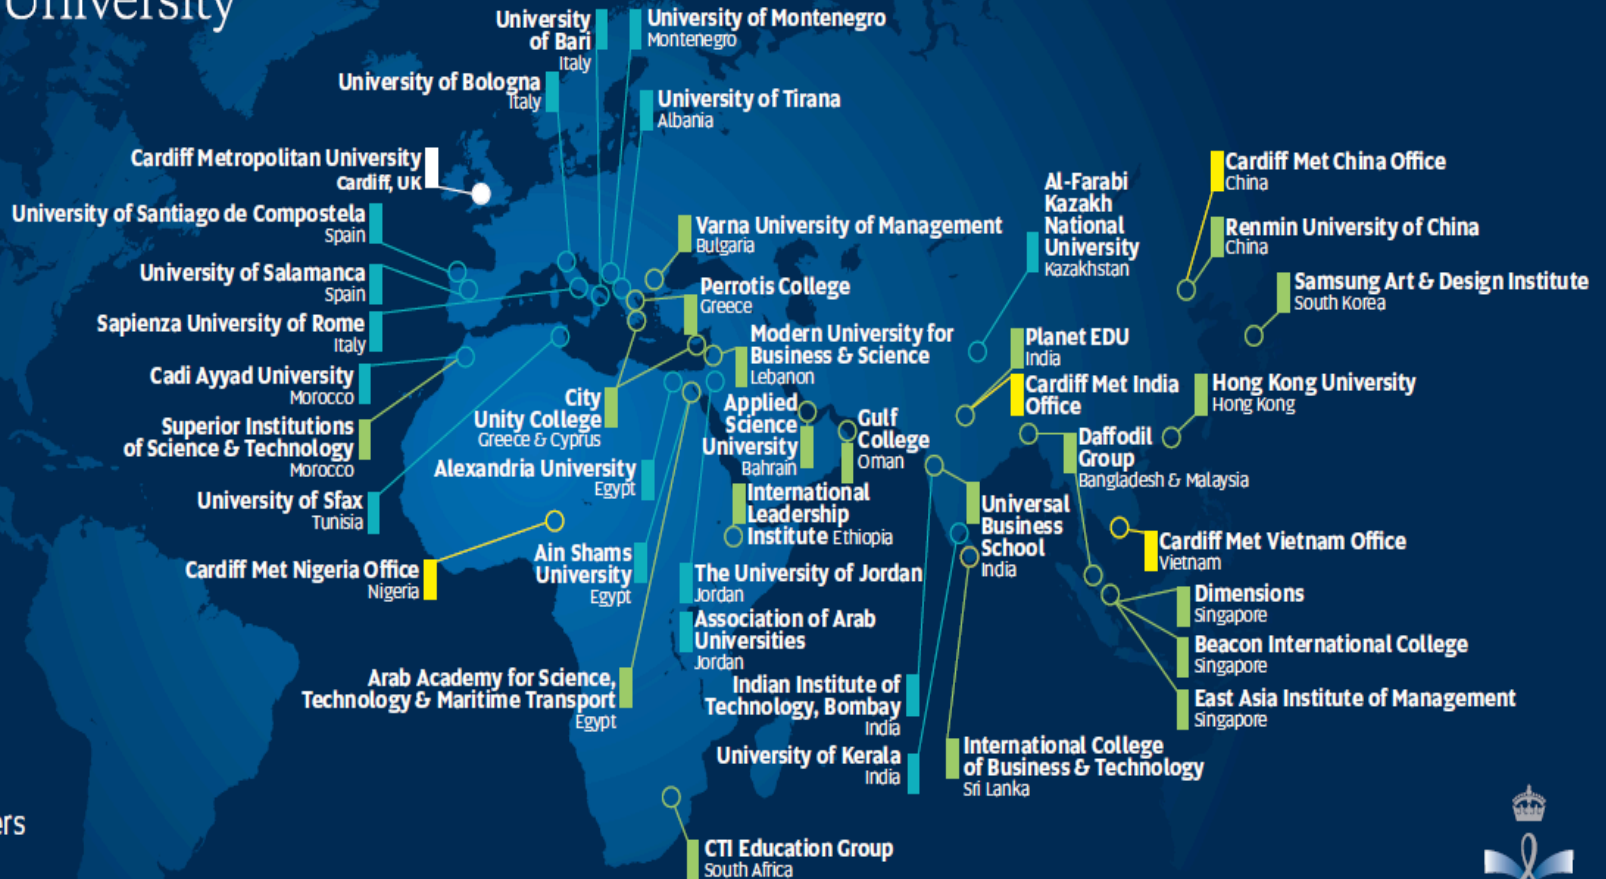 University
University
of Bari
Italy
University of Montenegro
Montenegro
University of Bologna
Italy
University of Tirana
Albania
Cardiff Metropolitan University
Cardiff, UK
University of Santiago de Compostela
Spain
University of Salamanca
Spain
Sapienza University of Rome
Italy
Cadi Ayyad University
Morocco
Superior Institutions
of Science & Technology
Morocco
University of Sfax
Tunisia
Cardiff Met Nigeria Office
Nigeria
Varna University of Management
Bulgaria
Perrotis College
Greece
Modern University for
Business & Science
Lebanon
City
Unity College
Greece & Cyprus
Alexandria University
Egypt
Ain Shams
University
Egypt
Arab Academy for Science,
Technology & Maritime Transport
Egypt
Applied
Science
University
Bahrain
Gulf
College
Oman
International
Leadership
Institute Ethiopia
The University of Jordan
Jordan
Association of Arab
Universities
Jordan
Indian Institute of
Technology, Bombay
India
University of Kerala
India
CTI Education Group
South Africa
Al-Farabi
Kazakh
National
University
Kazakhstan
Planet EDU
India
Cardiff Met India
Office
Daffodil
Group
Bangladesh & Malaysia
Universal
Business
School
India
International College
of Business & Technology
Sri Lanka
Cardiff Met China Office
China
Renmin University of China
China
Samsung Art & Design Institute
South Korea
Hong Kong University
Hong Kong
Cardiff Met Vietnam Office
Vietnam
Dimensions
Singapore
Beacon International College
Singapore
East Asia Institute of Management
Singapore
ers